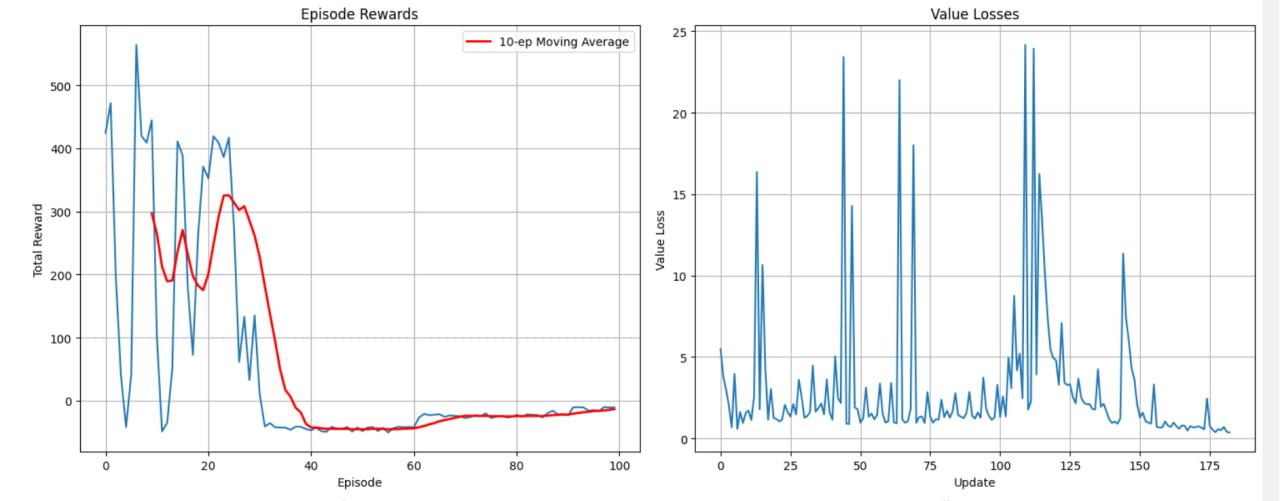 Episode Rewards
10-ep Moving Average
Total Reward
500
400
300
200
100
0
0 20 40 60 80 100
Episode
Value Losses
Value Loss
25
20
15
10
5
0
0 25 50 75 100 125 150 175
Update